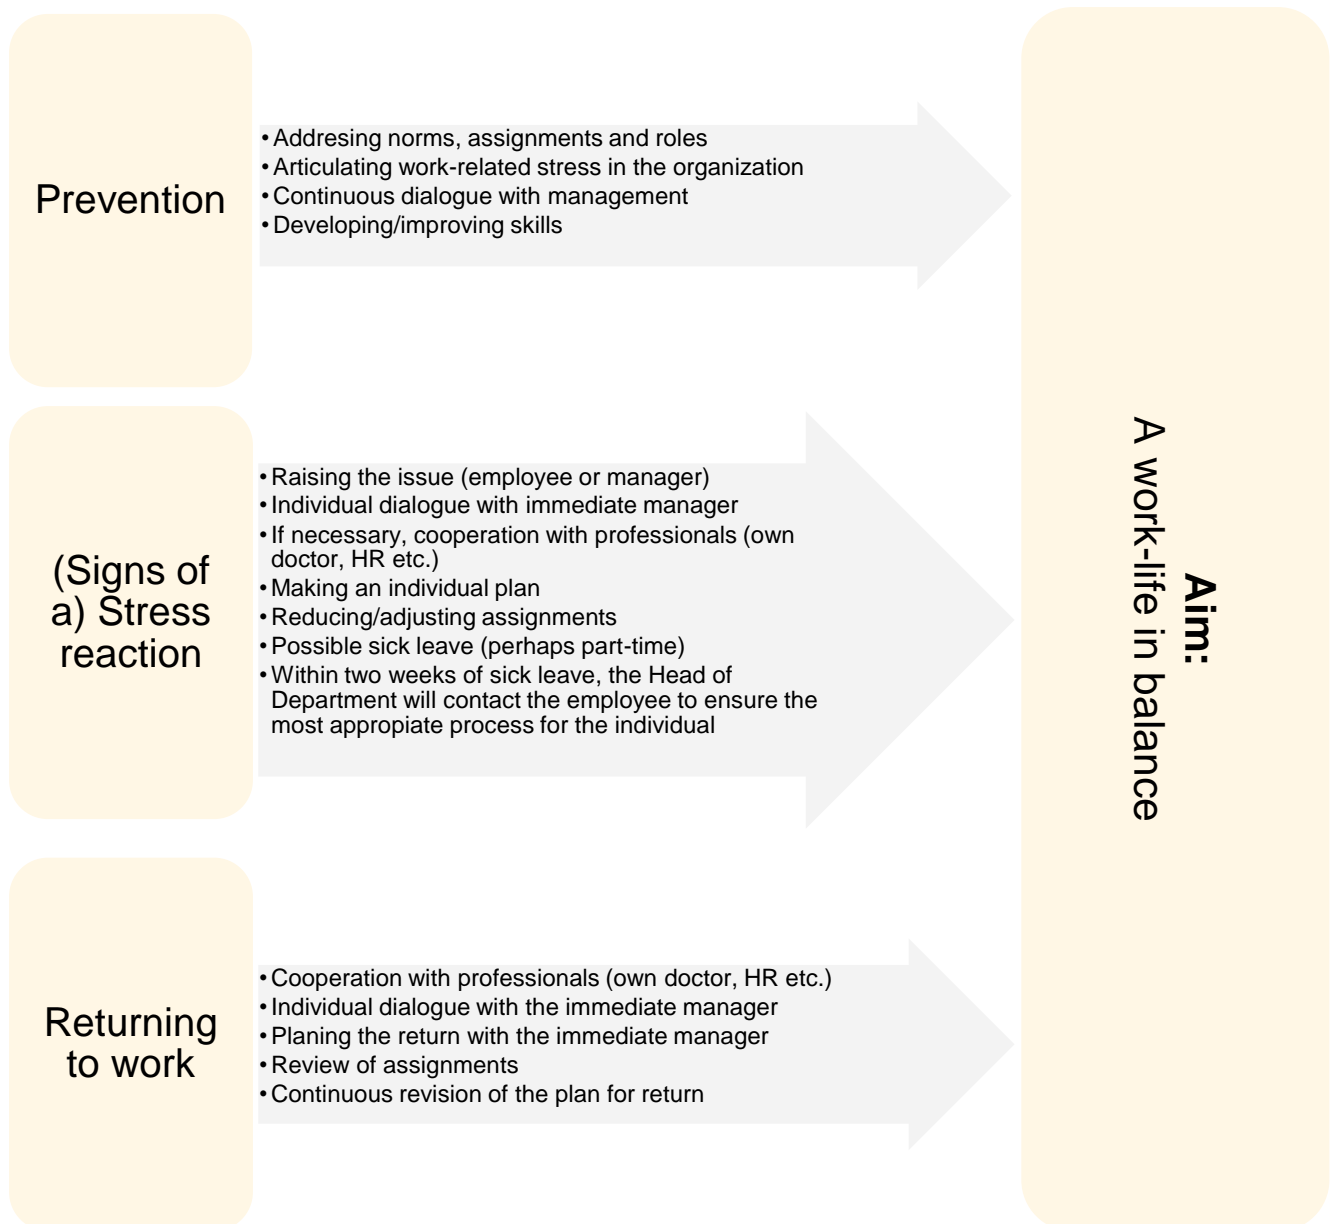 Prevention
•Addresing norms, assignments and roles
•Articulating work-related stress in the organization
•Continuous dialogue with management
•Developing/improving skills
(Signs of
a) Stress
reaction
•Raising the issue (employee or manager)
•Individual dialogue with immediate manager
•If necessary, cooperation with professionals (own
doctor, HR etc.)
•Making an individual plan
•Reducing/adjusting assignments
•Possible sick leave (perhaps part-time)
•Within two weeks of sick leave, the Head of
Department will contact the employee to ensure the
most appropiate process for the individual
Returning
to work
•Cooperation with professionals (own doctor, HR etc.)
•Individual dialogue with the immediate manager
•Planing the return with the immediate manager
•Review of assignments
•Continuous revision of the plan for return
Aim:
A work-life in balance